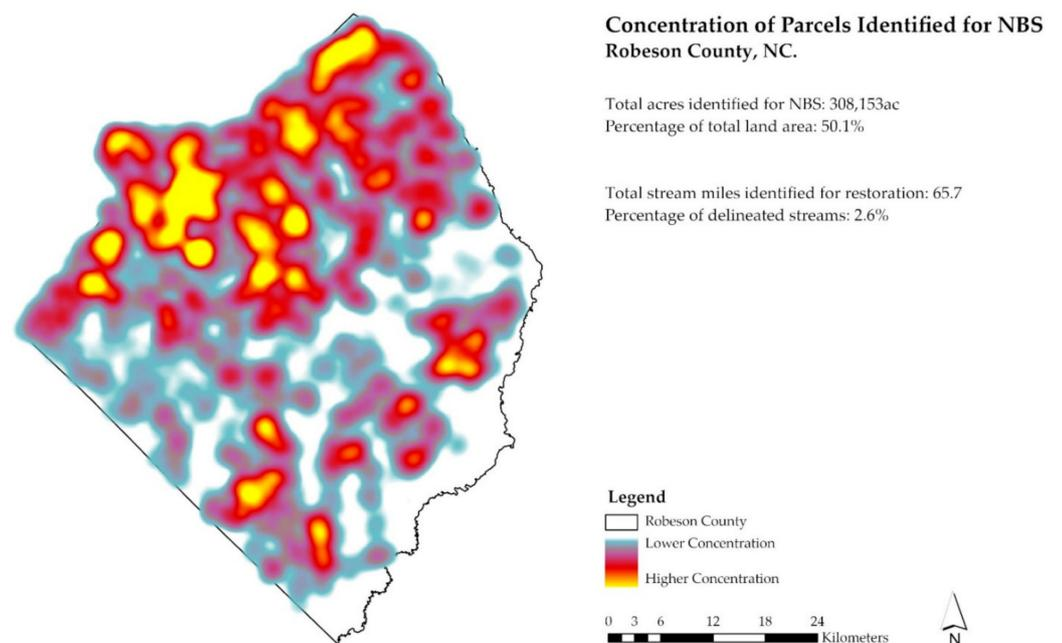 Concentration of Parcels Identified for NBS
Robeson County, NC.
Total acres identified for NBS: 308,153ac
Percentage of total land area: 50.1%
Total stream miles identified for restoration: 65.7
Percentage of delineated streams: 2.6%
Legend
Robeson County
Lower Concentration
Higher Concentration
0 3 6 12 18 24
Kilometers
N